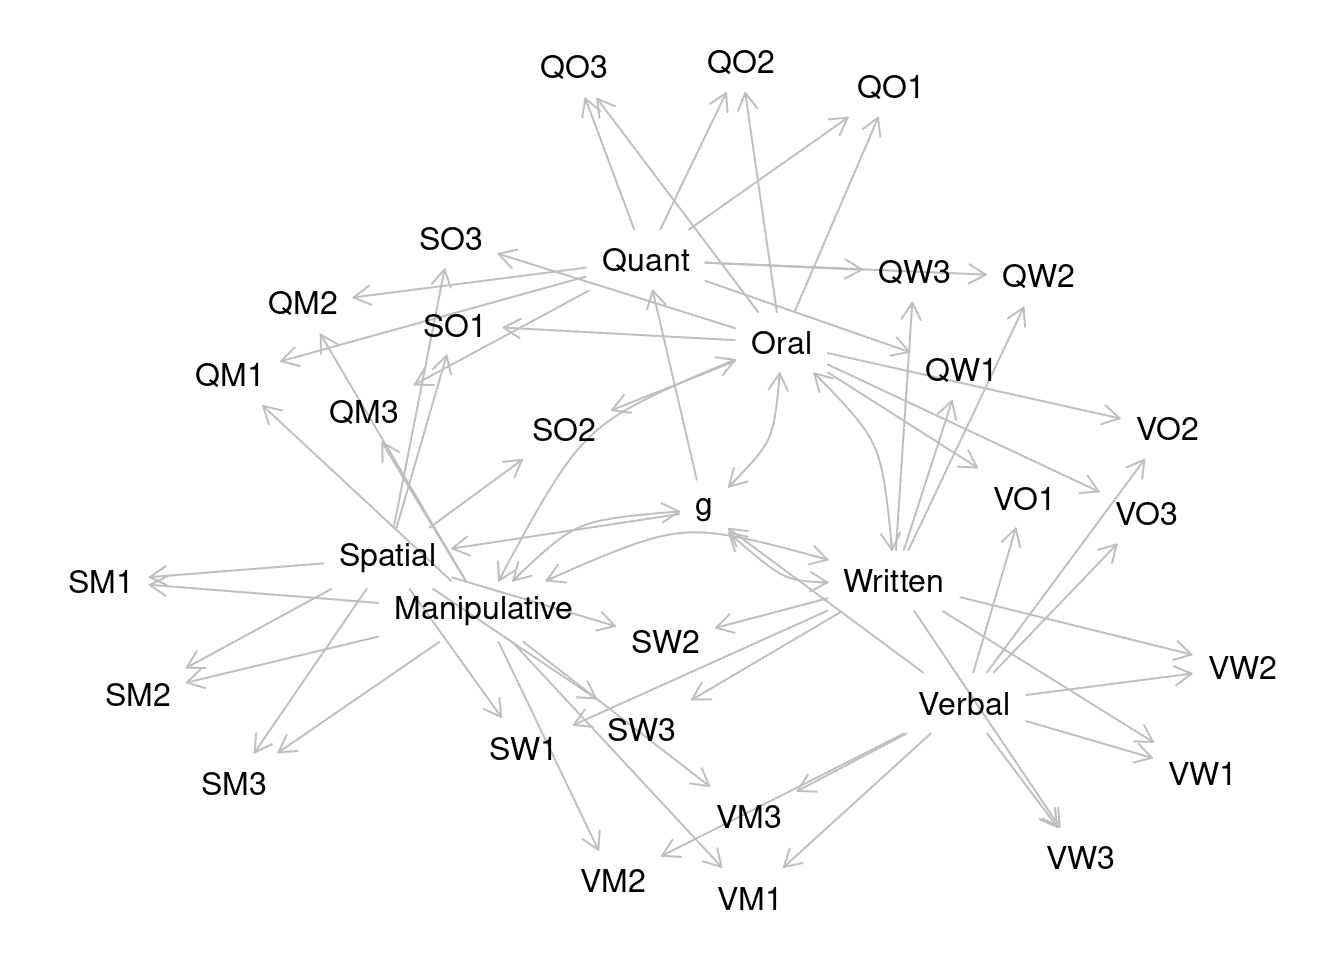 QO3
QO2
QO1
SO3
Quant
QW3
QW2
QM2
SO1
Oral
QM1
QW1
QM3
SO2
VO2
VO1
g
VO3
Spatial
SM1
Manipulative
Written
SW2
VW2
SM2
Verbal
SW1
SW3
VW1
SM3
VM3
VW3
VM2
VM1